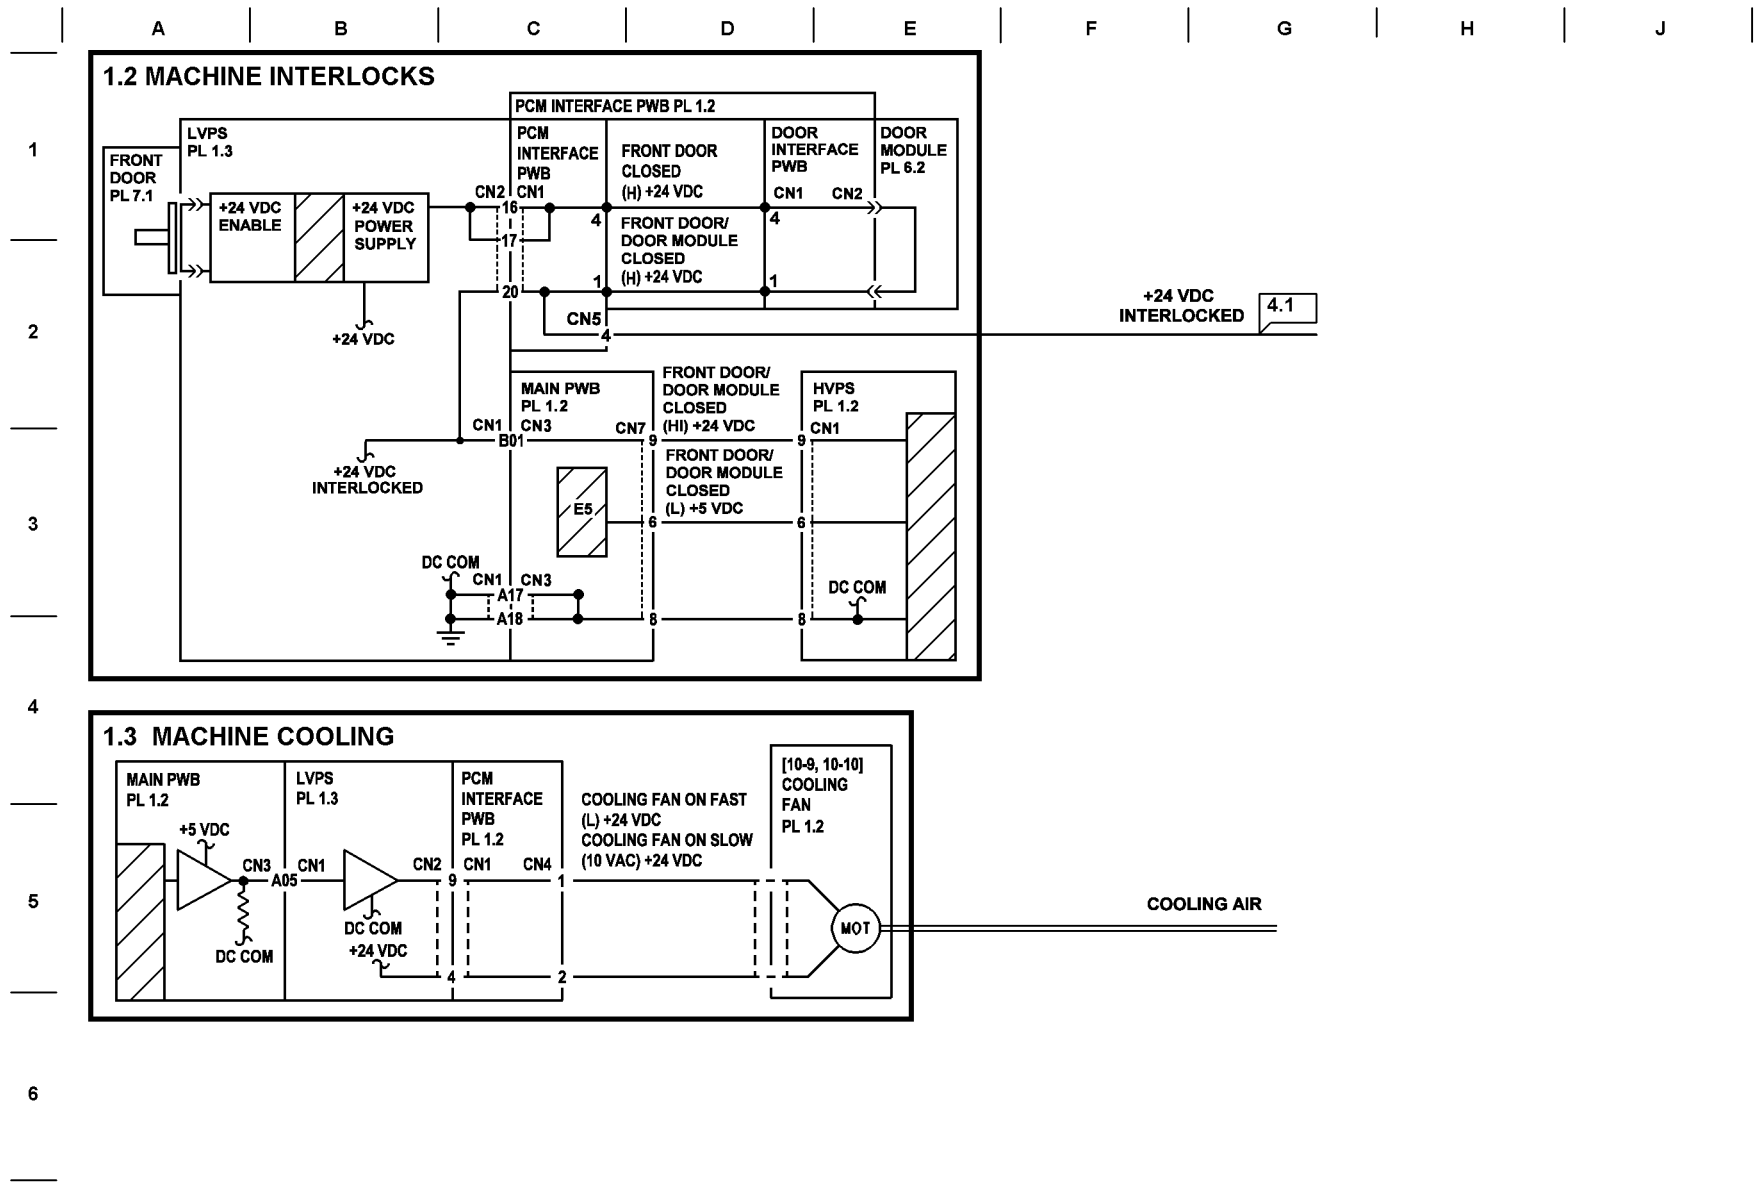 A B C D E F G H J
1.2 MACHINE INTERLOCKS
PCM INTERFACE PWB PL 1.2
1
LVPS
PL 1.3
FRONT
DOOR
PL 7.1
PCM
INTERFACE
PWB
FRONT DOOR
CLOSED
(H) +24 VDC
DOOR
INTERFACE
PWB
DOOR
MODULE
PL 6.2
CN2 CN1
CN1 CN2
+24 VDC
ENABLE
+24 VDC
POWER
SUPPLY
16
4
4
17
FRONT DOOR/
DOOR MODULE
CLOSED
(H) +24 VDC
20
1
1
+24 VDC
2
CN5
4
+24 VDC
INTERLOCKED
4.1
MAIN PWB
PL 1.2
FRONT DOOR/
DOOR MODULE
CLOSED
(HI) +24 VDC
HVPS
PL 1.2
CN1 CN3
CN7
CN1
B01
9
9
+24 VDC
INTERLOCKED
FRONT DOOR/
DOOR MODULE
CLOSED
(L) +5 VDC
3
E5
6
6
DC COM
CN1 CN3
A17
A18
8
8
DC COM
4
1.3 MACHINE COOLING
MAIN PWB
PL 1.2
LVPS
PL 1.3
PCM
INTERFACE
PWB
PL 1.2
COOLING FAN ON FAST
(L) +24 VDC
COOLING FAN ON SLOW
(10 VAC) +24 VDC
[10-9, 10-10]
COOLING
FAN
PL 1.2
+5 VDC
CN3 CN1
CN2 CN1
CN4
5
A05
9
1
DC COM
DC COM
+24 VDC
4
2
MOT
COOLING AIR
6